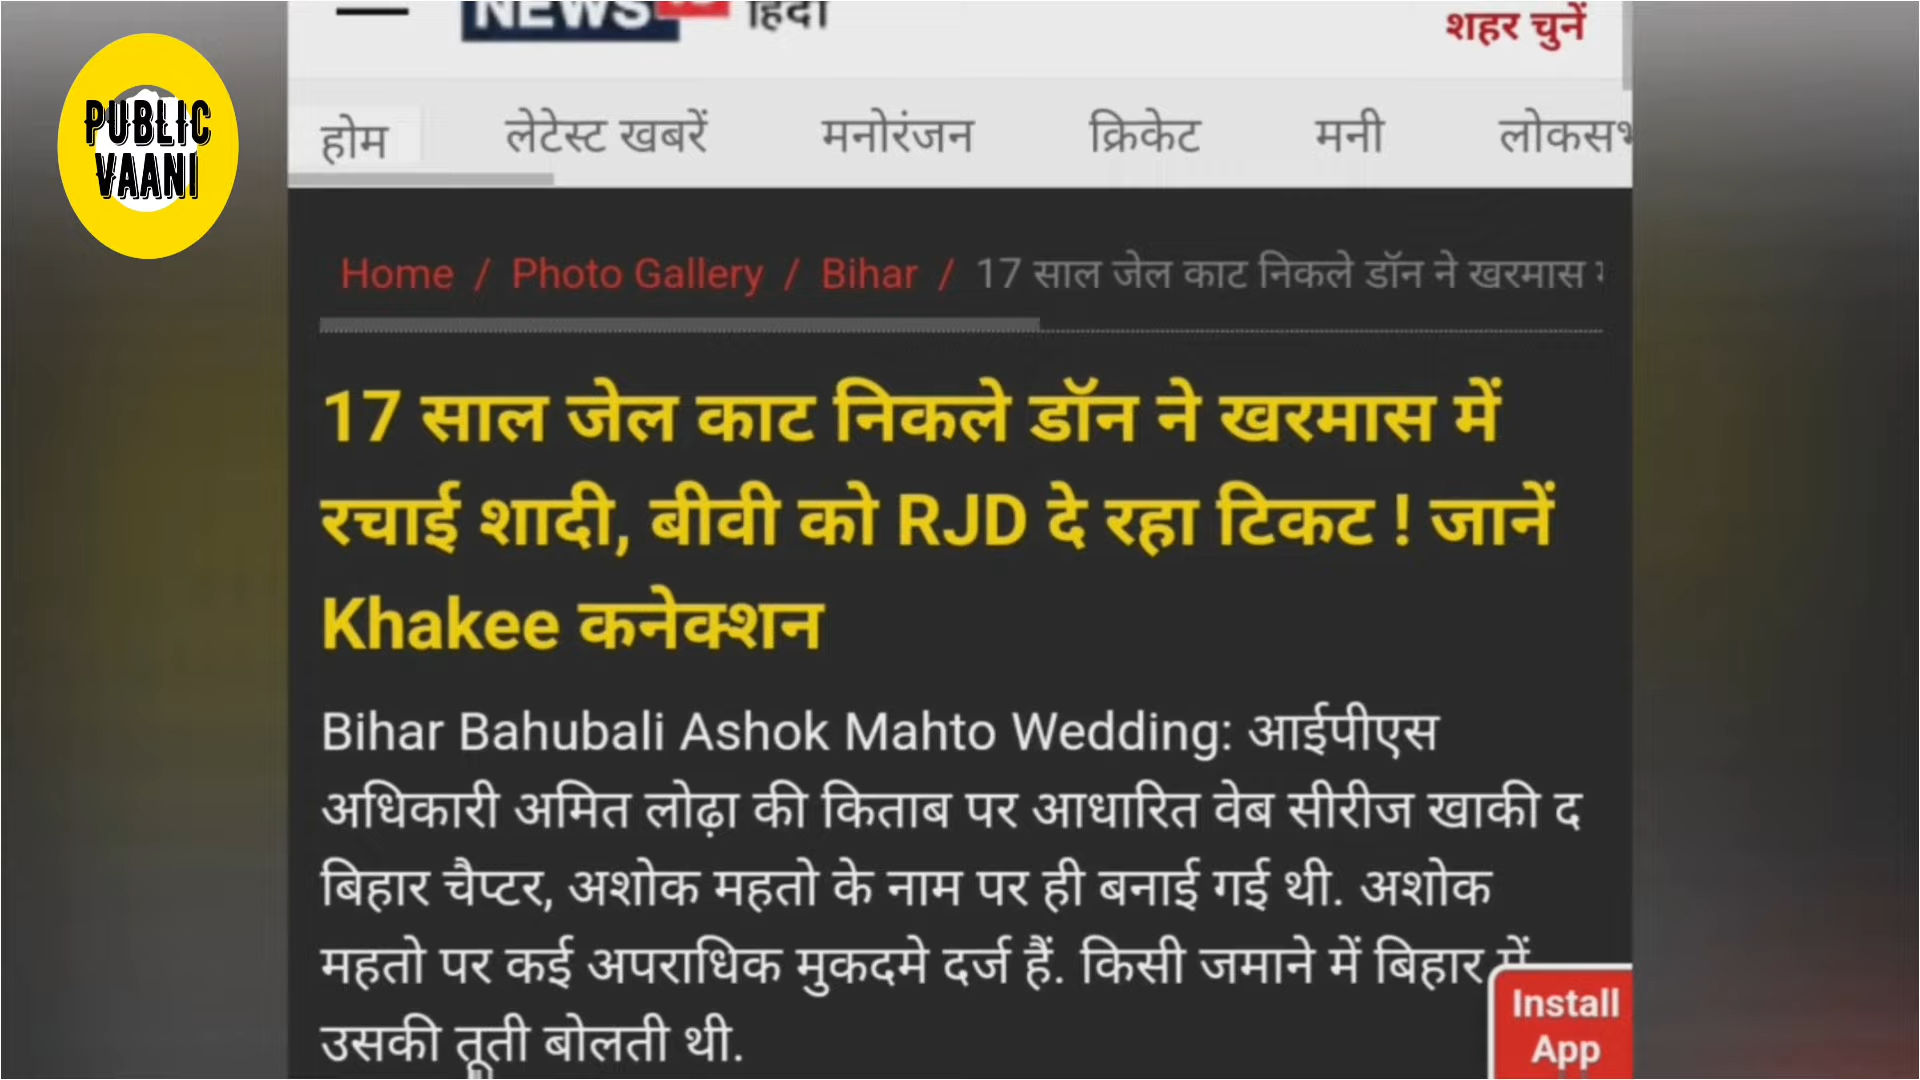 NEWS
हिंदी
शहर चुनें
PUBLIC
VAANI
होम लेटेस्ट खबरें मनोरंजन क्रिकेट मनी
Home / Photo Gallery / Bihar / 17 साल जेल काट निकले डॉन ने खरमास
17 साल जेल काट निकले डॉन ने खरमास में
रचाई शादी, बीवी को RJD दे रहा टिकट ! जानें
Khakee कनेक्शन
Bihar Bahubali Ashok Mahto Wedding: आईपीएस
अधिकारी अमित लोढ़ा की किताब पर आधारित वेब सीरीज खाकी द
बिहार चैप्टर, अशोक महतो के नाम पर ही बनाई गई थी. अशोक
महतो पर कई अपराधिक मुकदमे दर्ज हैं. किसी जमाने में बिहार में
उसकी तूती बोलती थी.
Install
App